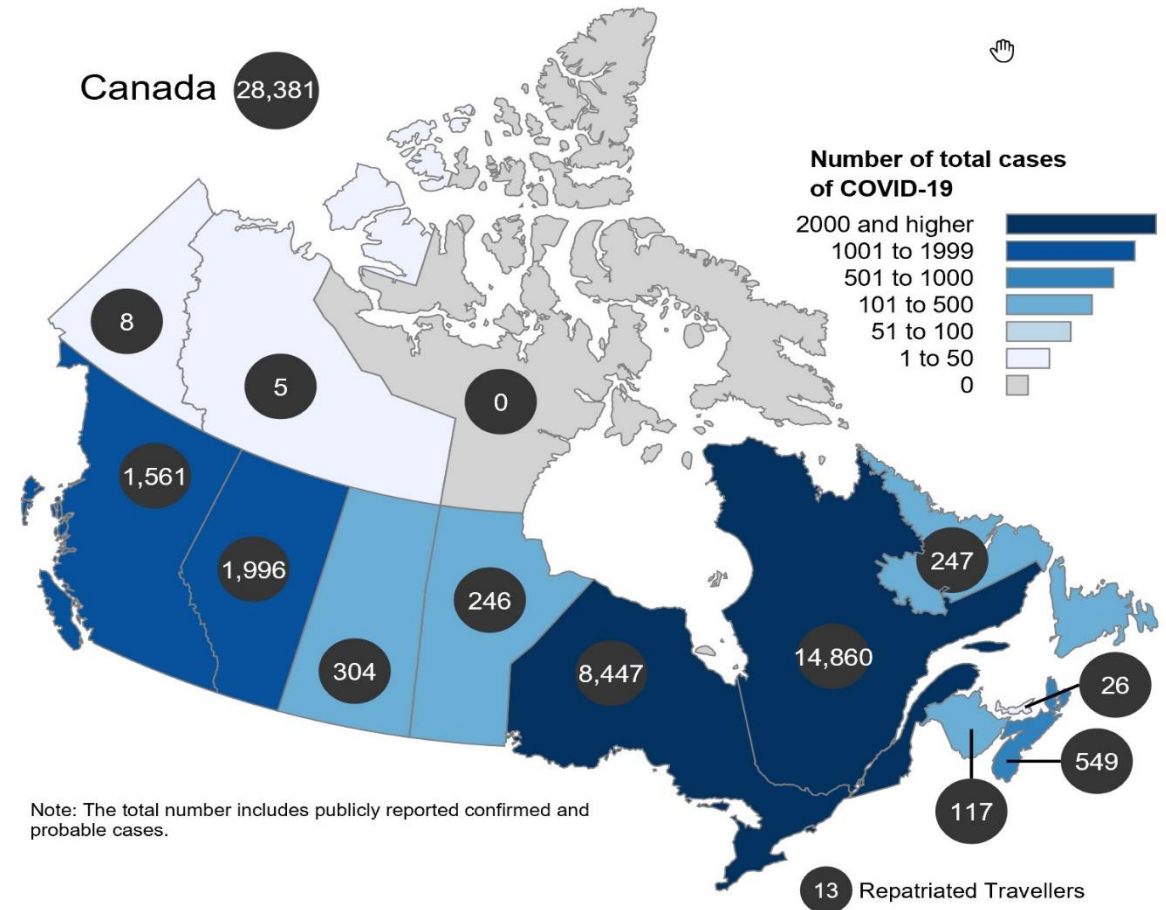 Canada 28,381
Number of total cases
of COVID-19
2000 and higher
1001 to 1999
501 to 1000
101 to 500
51 to 100
1 to 50
0
8
5
0
1,561
1,996
304
246
8,447
14,860
247
26
549
117
Note: The total number includes publicly reported confirmed and
probable cases.
13 Repatriated Travellers